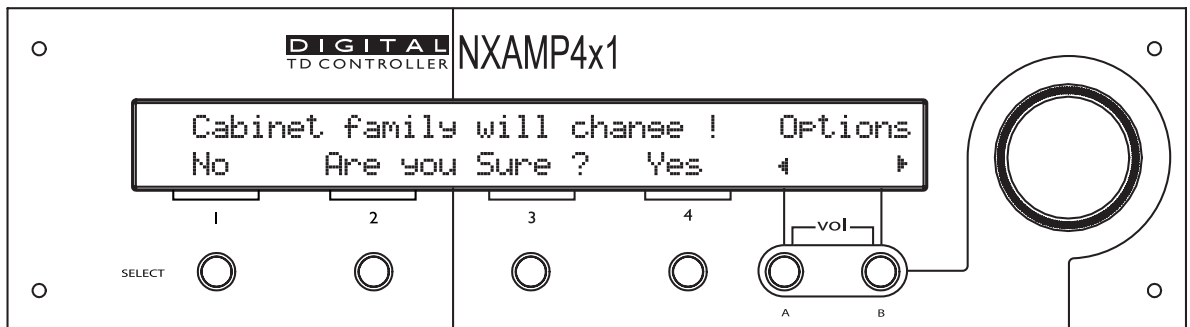 DIGITAL
TD CONTROLLER
NXAMP4x1
Cabinet family will change ! Options
No Are you Sure ? Yes
1 2 3 4
vol
SELECT
A B